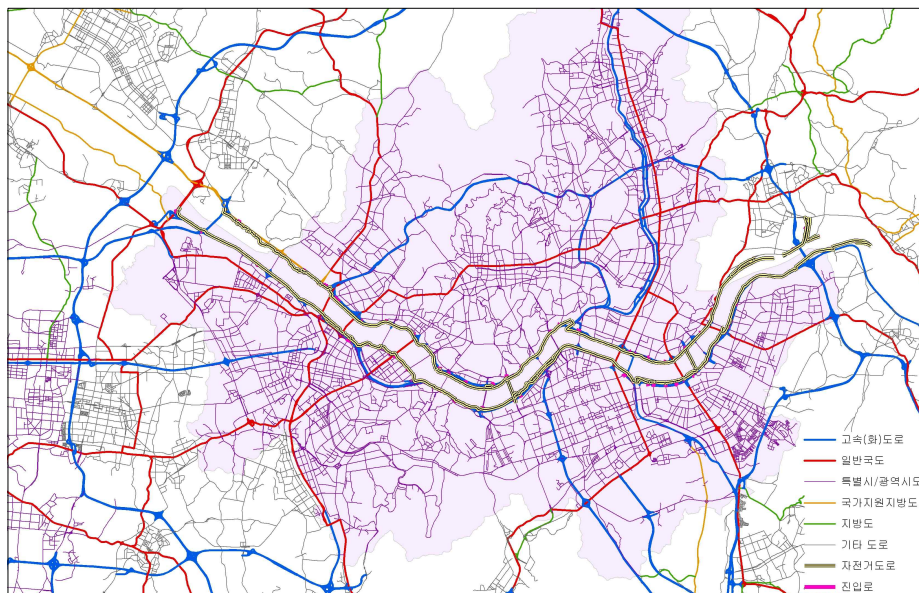 고속(화)도로
일반국도
특별시/광역시도
국가지원지방도
지방도
기타 도로
자전거도로
진입로